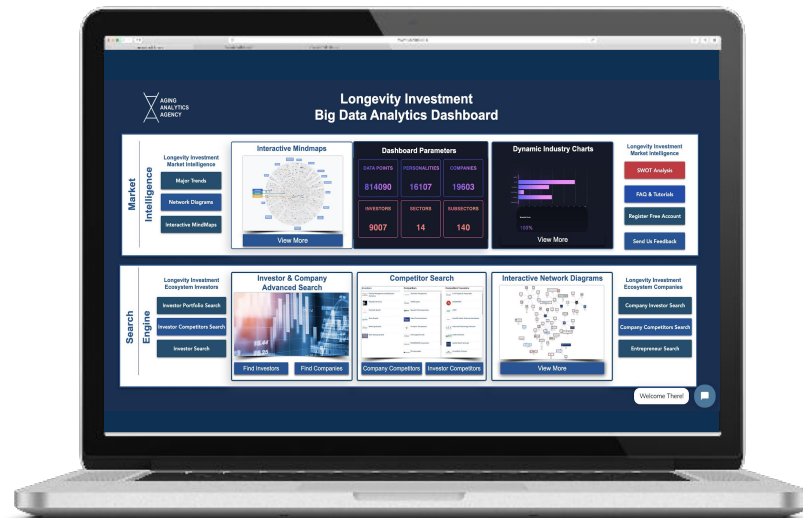 AGING
ANALYTICS
AGENCY
Longevity Investment
Big Data Analytics Dashboard
Market
Intelligence
Longevity Investment
Market Intelligence
Major Trends
Network Diagrams
Interactive MindMaps
Interactive Mindmaps
View More
Dashboard Parameters
DATA POINTS
814090
PERSONALITIES
16107
COMPANIES
19603
INVESTORS
9007
SECTORS
14
SUBSECTORS
140
Dynamic Industry Charts
100%
View More
Longevity Investment
Market Intelligence
SWOT Analysis
FAQ & Tutorials
Register Free Account
Send Us Feedback
Search
Engine
Longevity Investment
Ecosystem Investors
Investor Portfolio Search
Investor Competitors Search
Investor Search
Investor & Company
Advanced Search
Find Investors
Find Companies
Competitor Search
Company Competitors
Investor Competitors
Interactive Network Diagrams
View More
Longevity Investment
Ecosystem Companies
Company Investor Search
Company Competitors Search
Entrepreneur Search
Welcome There!